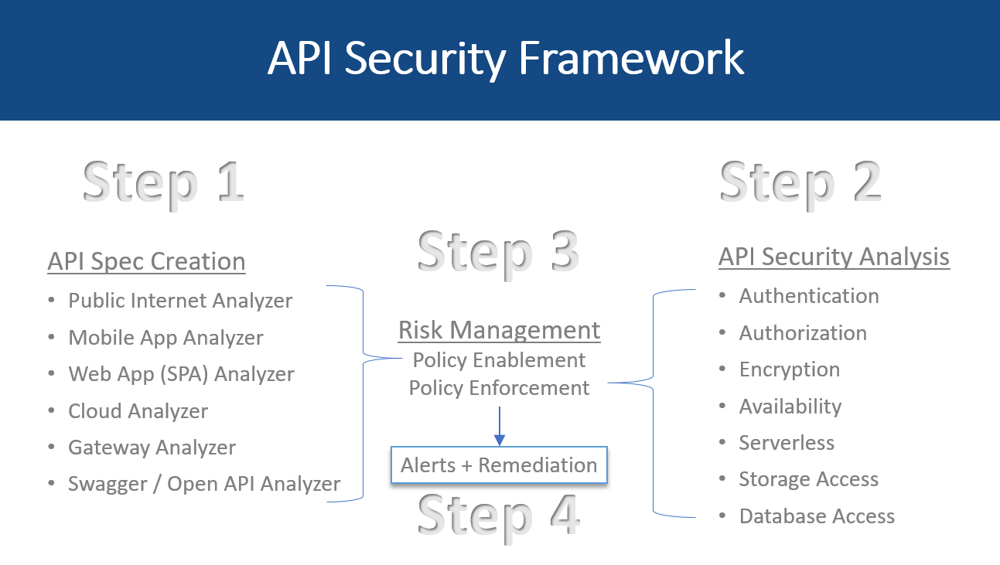 API Security Framework
Step 1
API Spec Creation
• Public Internet Analyzer
• Mobile App Analyzer
• Web App (SPA) Analyzer
• Cloud Analyzer
• Gateway Analyzer
• Swagger / Open API Analyzer
Step 2
API Security Analysis
• Authentication
• Authorization
• Encryption
• Availability
• Serverless
• Storage Access
• Database Access
Step 3
Risk Management
Policy Enablement
Policy Enforcement
Alerts + Remediation
Step 4